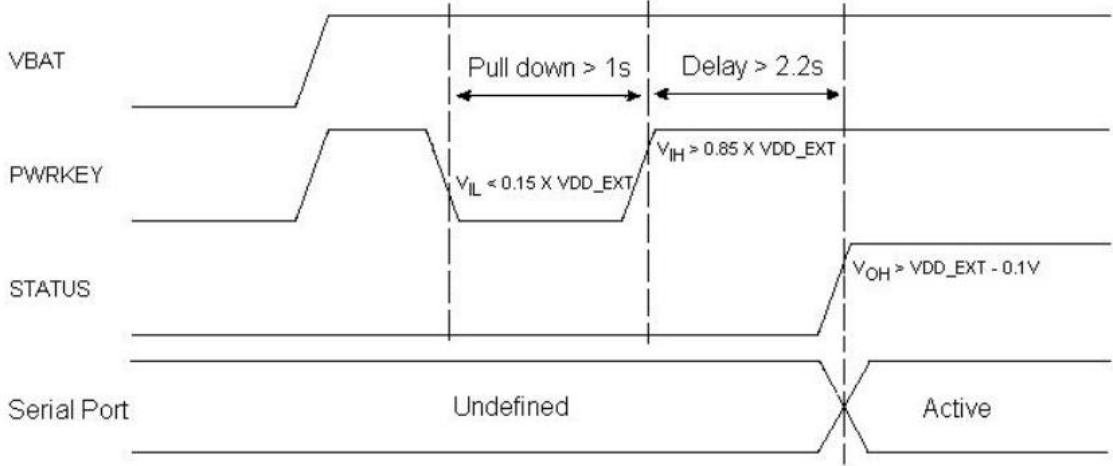 VBAT
Pull down > 1s
Delay > 2.2s
PWRKEY
VIL < 0.15 X VDD_EXT
VIH > 0.85 X VDD_EXT
STATUS
VOH > VDD_EXT - 0.1V
Serial Port
Undefined
Active